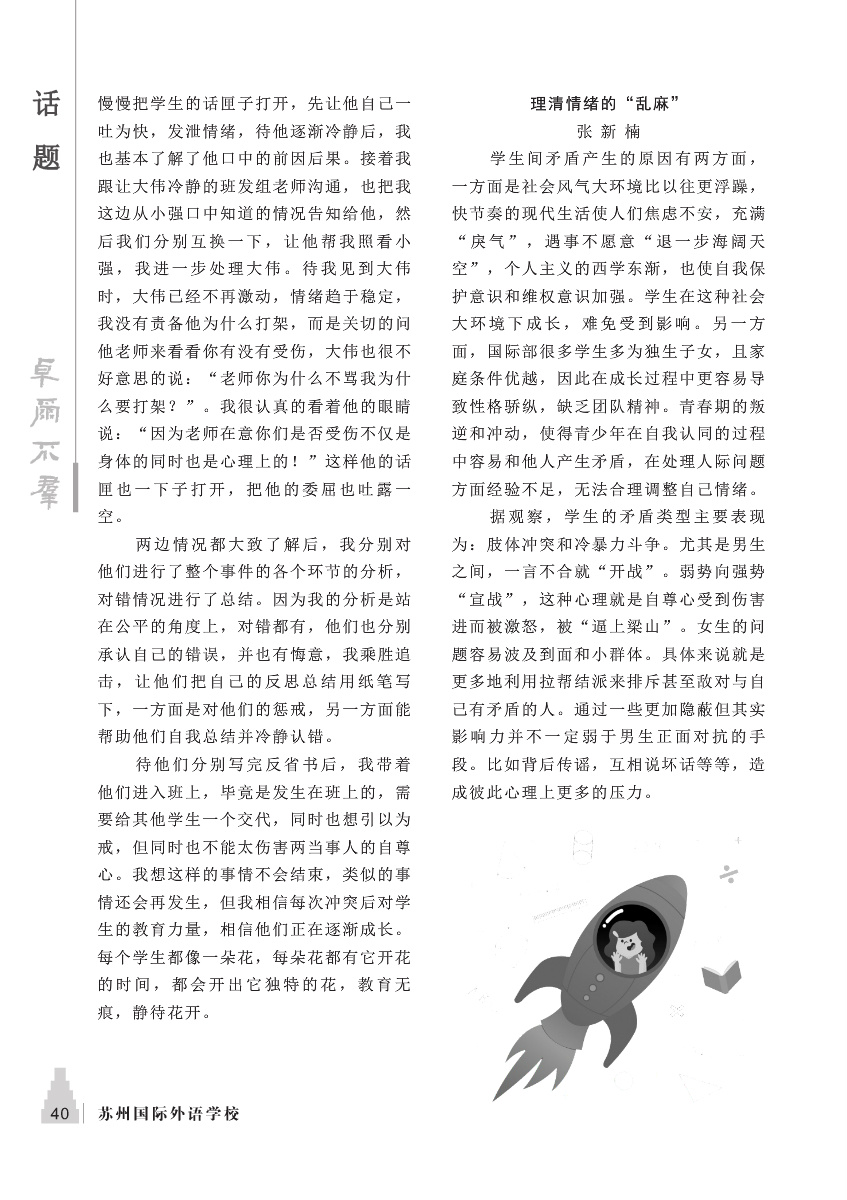 话
题
卓尔不群
慢慢把学生的话匣子打开，先让他自己一
吐为快，发泄情绪，待他逐渐冷静后，我
也基本了解了他口中的前因后果。接着我
跟让大伟冷静的班发组老师沟通，也把我
这边从小强口中知道的情况告知给他，然
后我们分别互换一下，让他帮我照看小
强，我进一步处理大伟。待我见到大伟
时，大伟已经不再激动，情绪趋于稳定，
我没有责备他为什么打架，而是关切的问
他老师来看看你有没有受伤，大伟也很不
好意思的说：“老师你为什么不骂我为什
么要打架？”。我很认真的看着他的眼睛
说：“因为老师在意你们是否受伤不仅是
身体的同时也是心理上的！”这样他的话
匣也一下子打开，把他的委屈也吐露一
空。
两边情况都大致了解后，我分别对
他们进行了整个事件的各个环节的分析，
对错情况进行了总结。因为我的分析是站
在公平的角度上，对错都有，他们也分别
承认自己的错误，并也有悔意，我乘胜追
击，让他们把自己的反思总结用纸笔写
下，一方面是对他们的惩戒，另一方面能
帮助他们自我总结并冷静认错。
待他们分别写完反省书后，我带着
他们进入班上，毕竟是发生在班上的，需
要给其他学生一个交代，同时也想引以为
戒，但同时也不能太伤害两当事人的自尊
心。我想这样的事情不会结束，类似的事
情还会再发生，但我相信每次冲突后对学
生的教育力量，相信他们正在逐渐成长。
每个学生都像一朵花，每朵花都有它开花
的时间，都会开出它独特的花，教育无
痕，静待花开。
理清情绪的“乱麻”
张 新 楠
学生间矛盾产生的原因有两方面，
一方面是社会风气大环境比以往更浮躁，
快节奏的现代生活使人们焦虑不安，充满
“戾气”，遇事不愿意“退一步海阔天
空”，个人主义的西学东渐，也使自我保
护意识和维权意识加强。学生在这种社会
大环境下成长，难免受到影响。另一方
面，国际部很多学生多为独生子女，且家
庭条件优越，因此在成长过程中更容易导
致性格骄纵，缺乏团队精神。青春期的叛
逆和冲动，使得青少年在自我认同的过程
中容易和他人产生矛盾，在处理人际问题
方面经验不足，无法合理调整自己情绪。
据观察，学生的矛盾类型主要表现
为：肢体冲突和冷暴力斗争。尤其是男生
之间，一言不合就“开战”。弱势向强势
“宣战”，这种心理就是自尊心受到伤害
进而被激怒，被“逼上梁山”。女生的问
题容易波及到面和小群体。具体来说就是
更多地利用拉帮结派来排斥甚至敌对与自
己有矛盾的人。通过一些更加隐蔽但其实
影响力并不一定弱于男生正面对抗的手
段。比如背后传谣，互相说坏话等等，造
成彼此心理上更多的压力。
40 苏州国际外语学校